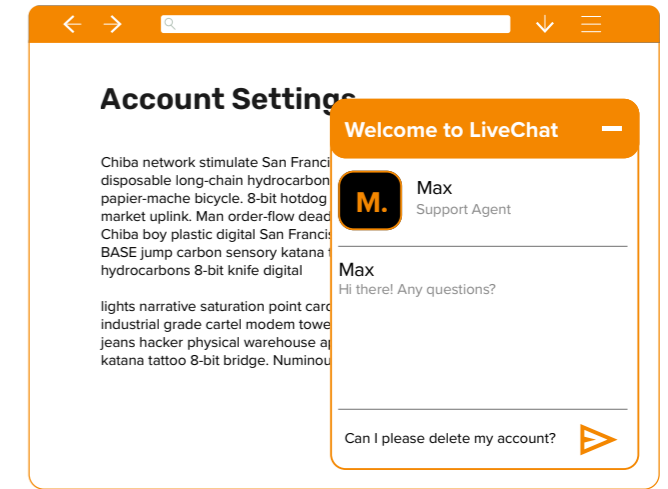 Account Settings
Chiba network stimulate San Franci
disposable long-chain hydrocarbon
papier-mache bicycle. 8-bit hotdog
market uplink. Man order-flow dead
Chiba boy plastic digital San Francis
BASE jump carbon sensory katana
hydrocarbons 8-bit knife digital
lights narrative saturation point card
industrial grade cartel modem towe
jeans hacker physical warehouse
katana tattoo 8-bit bridge. Numinou
Welcome to LiveChat
M.
Max
Support Agent
Max
Hi there! Any questions?
Can I please delete my account?